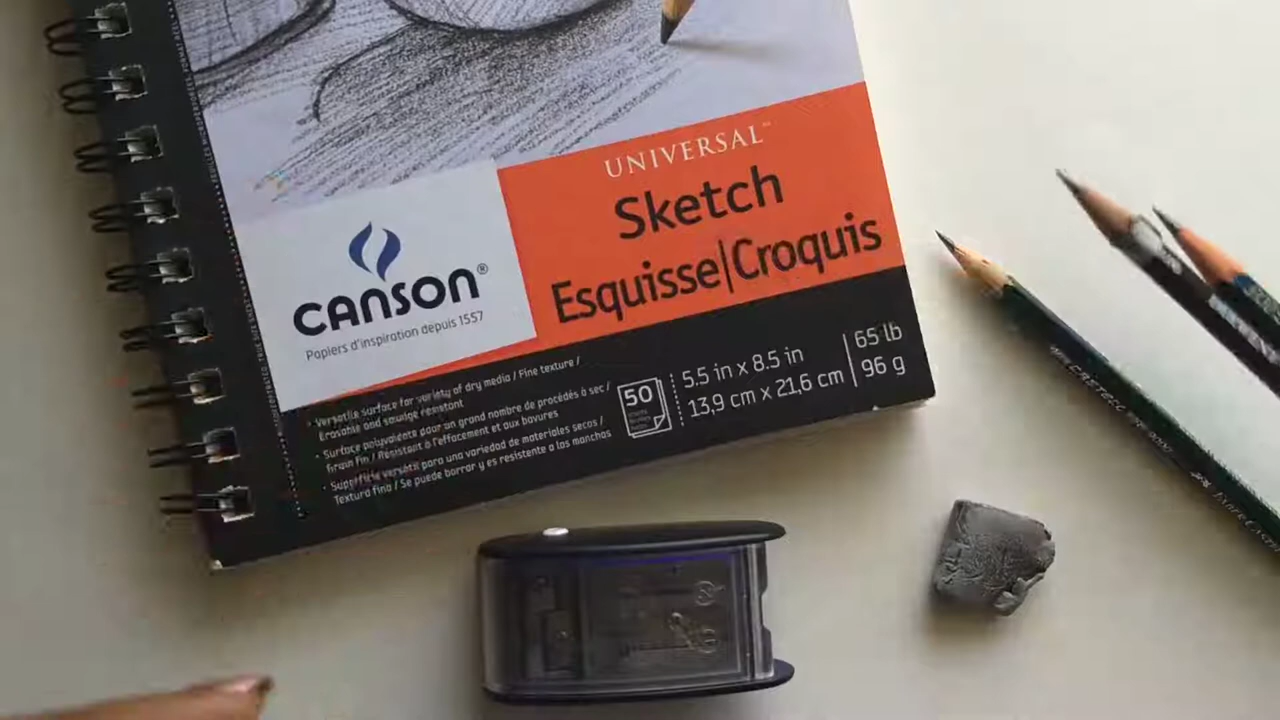 UNIVERSAL™
Sketch
Esquisse|Croquis
CANSON®
Papiers d'inspiration depuis 1557
• Versatile surface for variety of dry media / Fine texture /
Erasable and smudge resistant
• Surface polyvalente pour un grand nombre de procédés à sec /
Grain fin / Résistant à l'effacement et aux bavures
• Superficie versátil para una variedad de materiales secos /
Textura fina / Se puede borrar y es resistente a las manchas
50
5.5 in x 8.5 in
13,9 cm x 21,6 cm
65 lb
96 g